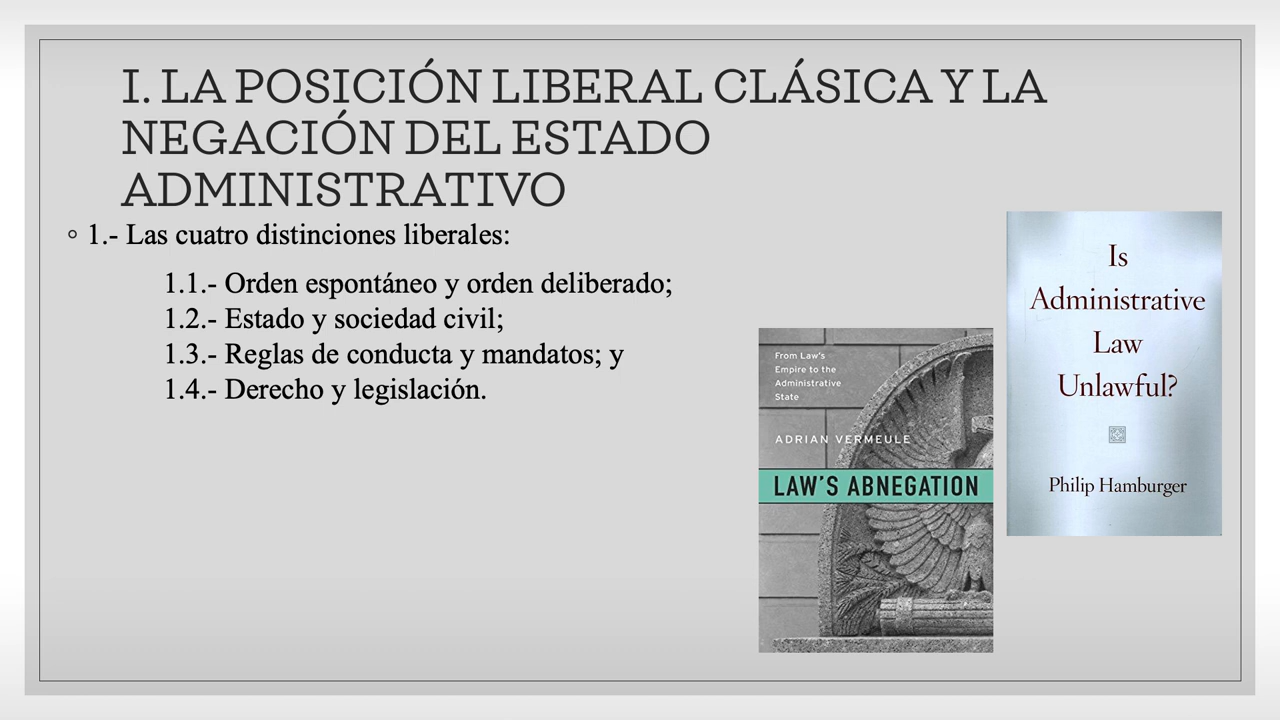 I. LA POSICIÓN LIBERAL CLÁSICA Y LA
NEGACIÓN DEL ESTADO
ADMINISTRATIVO
◦ 1.- Las cuatro distinciones liberales:
1.1.- Orden espontáneo y orden deliberado;
1.2.- Estado y sociedad civil;
1.3.- Reglas de conducta y mandatos; y
1.4.- Derecho y legislación.
From Law's
Empire to the
Administrative
State
ADRIAN VERMEULE
LAW'S ABNEGATION
Is
Administrative
Law
Unlawful?
Philip Hamburger